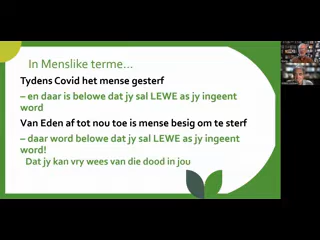 In Menslike terme...
Tydens Covid het mense gesterf
– en daar is belowe dat jy sal LEWE as jy ingeent
word
Van Eden af tot nou toe is mense besig om te sterf
– daar word belowe dat jy sal LEWE as jy ingeent
word!
Dat jy kan vry wees van die dood in jou